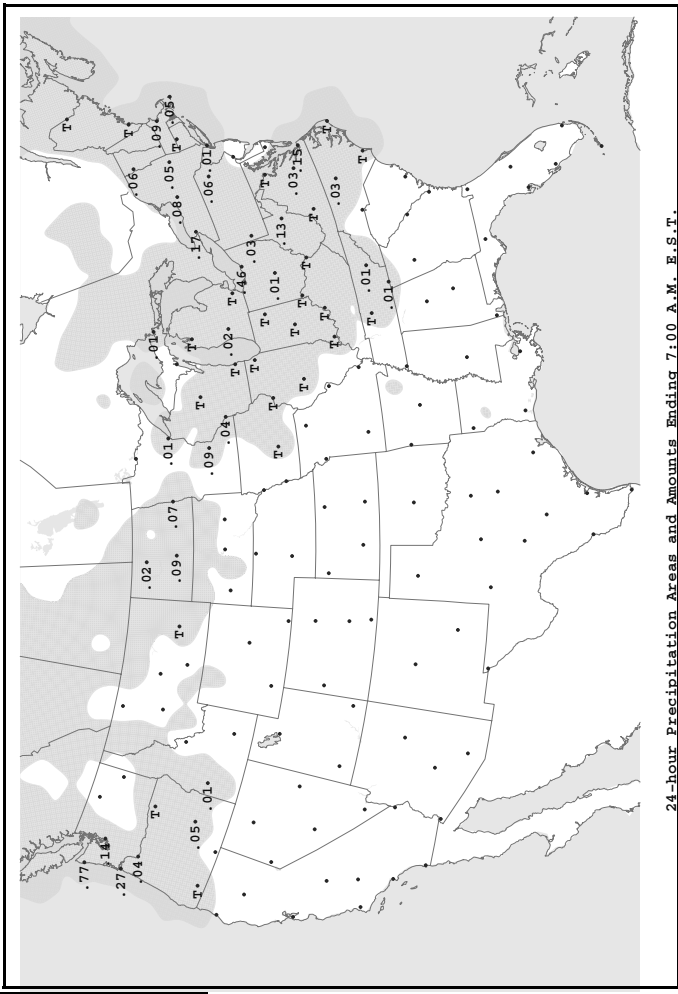 T
.77
.14
.27
T
.06
.04
.02
.01
T
.09
.01
.05
.05
.07
.09
.08
T
T
T
.05
.17
T
T
.01
.09
.06
.01
.04
.02
T
T
.46
.03
T
T
T
T
.01
T
.13
.03
T
.15
T
T
T
T
T
T
T
.03
T
.01
T
.01
24-hour Precipitation Areas and Amounts Ending 7:00 A.M. E.S.T.